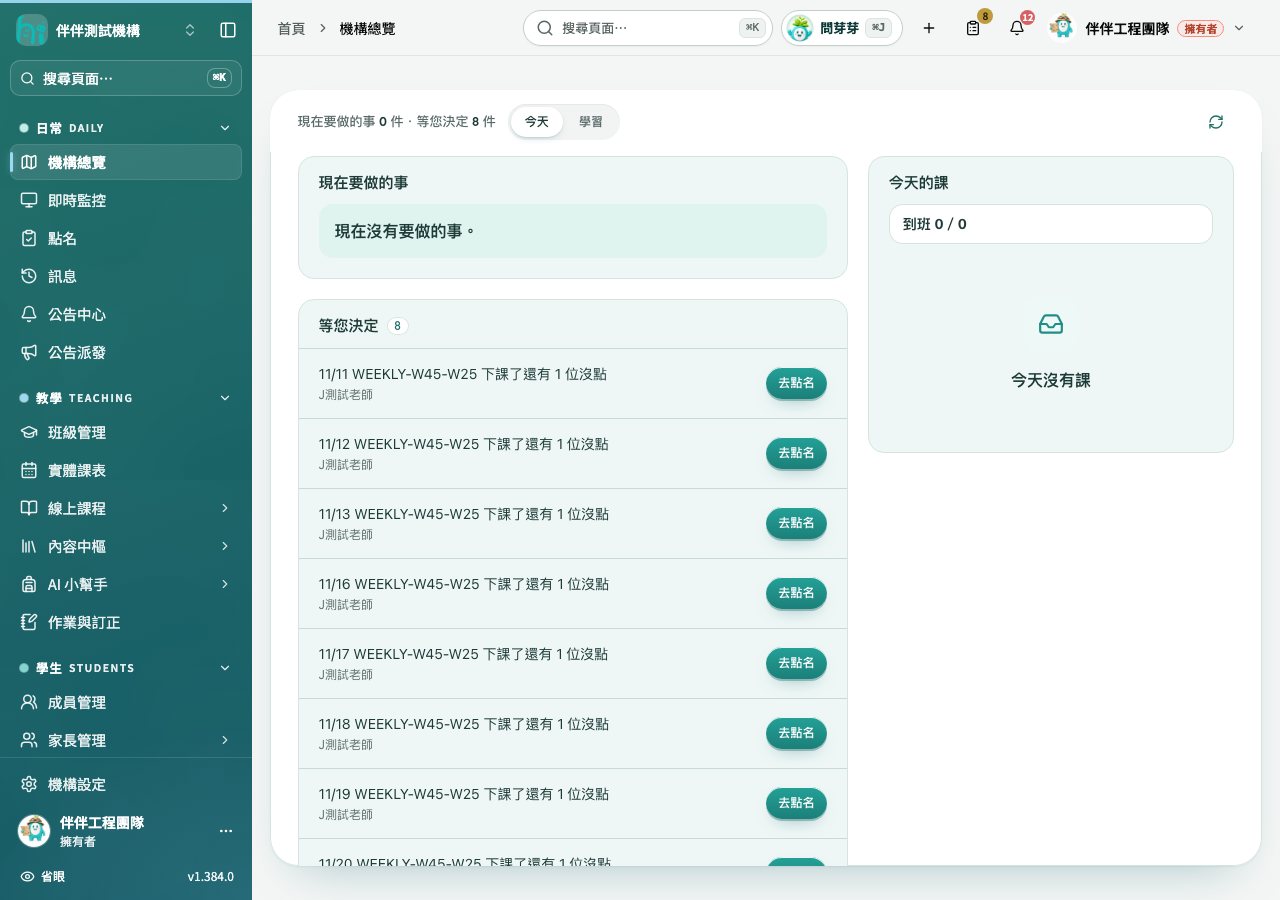 伴伴測試機構
搜尋頁面⋯ ⌘K
日常 DAILY
機構總覽
即時監控
點名
訊息
公告中心
公告派發
教學 TEACHING
班級管理
實體課表
線上課程
內容中樞
AI 小幫手
作業與訂正
學生 STUDENTS
成員管理
家長管理
機構設定
伴伴工程團隊
擁有者
省眼 v1.384.0
首頁 機構總覽
搜尋頁面⋯ ⌘K
問芽芽 ⌘J
8
12
伴伴工程團隊 擁有者
現在要做的事 0 件 · 等您決定 8 件
今天 學習
現在要做的事
現在沒有要做的事。
等您決定 8
11/11 WEEKLY-W45-W25 下課了還有 1 位沒點
J測試老師
去點名
11/12 WEEKLY-W45-W25 下課了還有 1 位沒點
J測試老師
去點名
11/13 WEEKLY-W45-W25 下課了還有 1 位沒點
J測試老師
去點名
11/16 WEEKLY-W45-W25 下課了還有 1 位沒點
J測試老師
去點名
11/17 WEEKLY-W45-W25 下課了還有 1 位沒點
J測試老師
去點名
11/18 WEEKLY-W45-W25 下課了還有 1 位沒點
J測試老師
去點名
11/19 WEEKLY-W45-W25 下課了還有 1 位沒點
J測試老師
去點名
11/20 WEEKLY-W45-W25 下課了還有 1 位沒點
今天的課
到班 0 / 0
今天沒有課